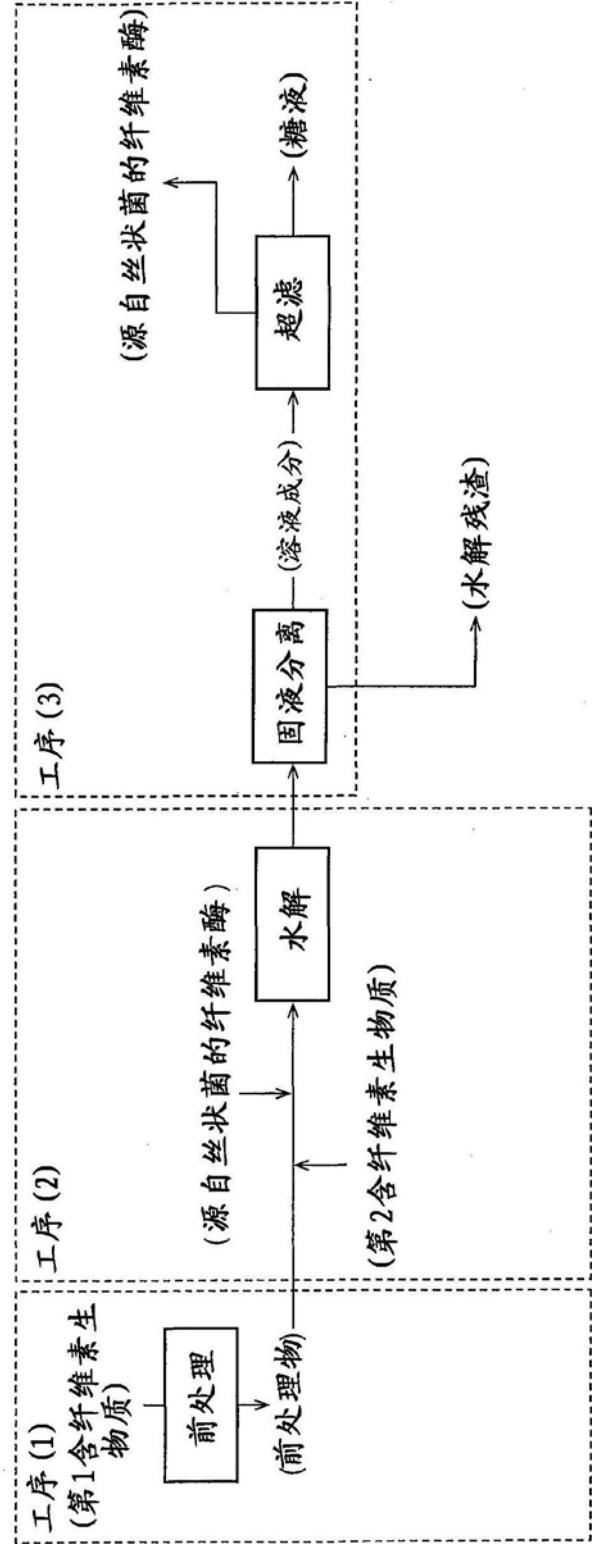 工序 (1)
(第1含纤维素生
物质)
前处理
(前处理物)
工序 (2)
(源自丝状菌的纤维素酶)
(第2含纤维素生物质)
水解
工序 (3)
固液分离
(水解残渣)
(溶液成分)
超滤
(源自丝状菌的纤维素酶)
(糖液)